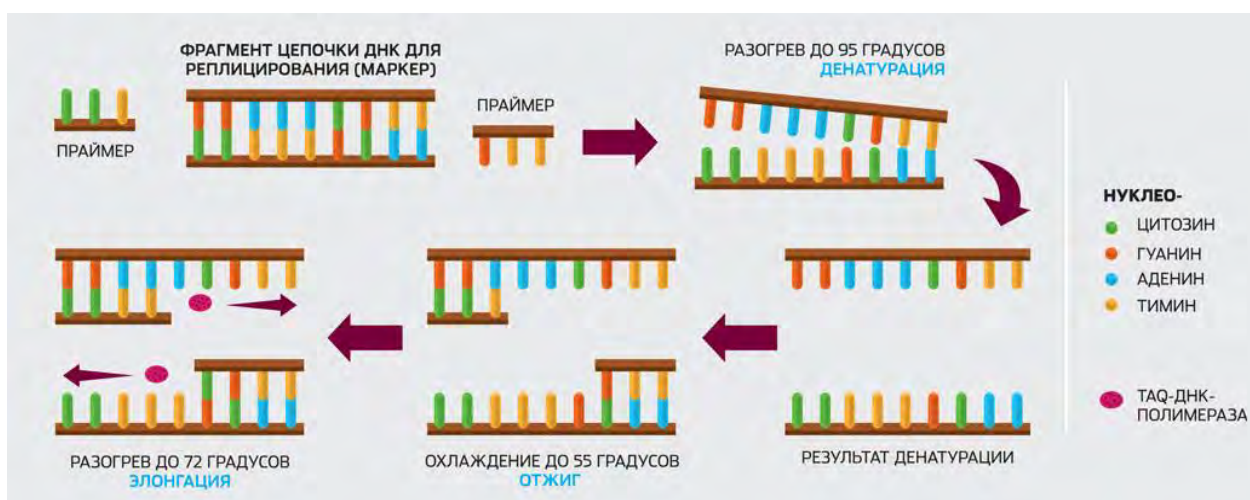 ФРАГМЕНТ ЦЕПОЧКИ ДНК ДЛЯ
РЕПЛИЦИРОВАНИЯ (МАРКЕР)
ПРАЙМЕР
ПРАЙМЕР
РАЗОГРЕВ ДО 95 ГРАДУСОВ
ДЕНАТУРАЦИЯ
НУКЛЕО-
ЦИТОЗИН
ГУАНИН
АДЕНИН
ТИМИН
TAQ-ДНК-
ПОЛИМЕРАЗА
РАЗОГРЕВ ДО 72 ГРАДУСОВ
ЭЛОНГАЦИЯ
ОХЛАЖДЕНИЕ ДО 55 ГРАДУСОВ
ОТЖИГ
РЕЗУЛЬТАТ ДЕНАТУРАЦИИ